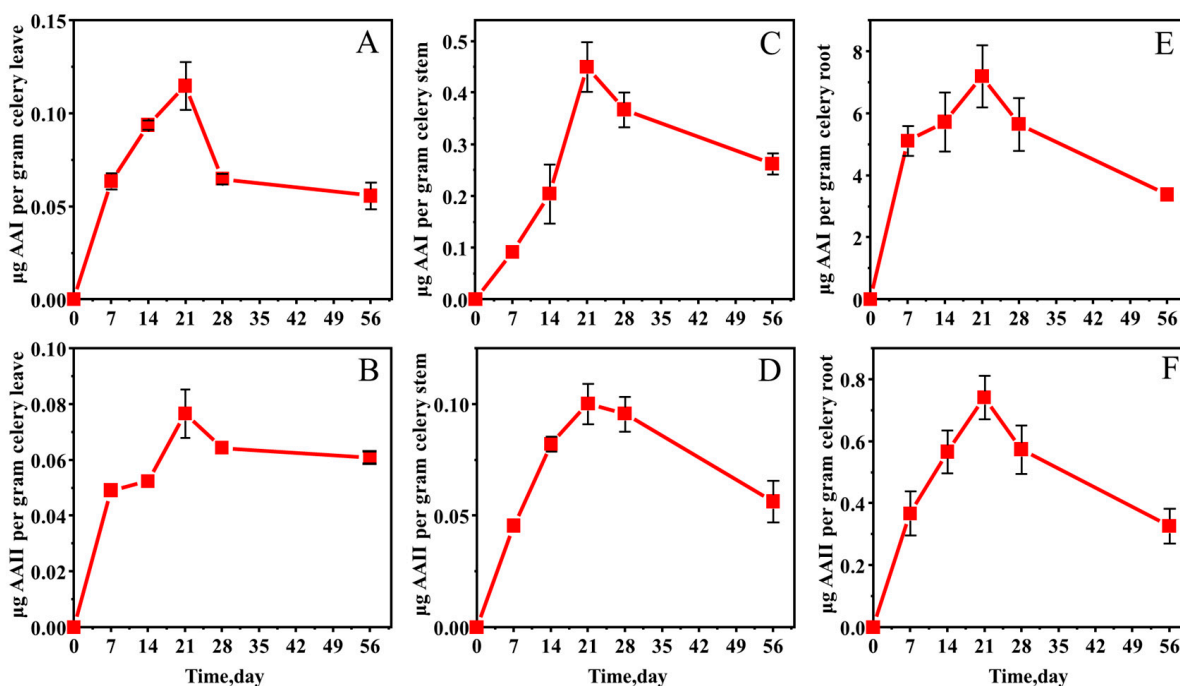 A
µg AAI per gram celery leave
0.15
0.10
0.05
0.00
0 7 14 21 28 35 42 49 56
C
µg AAI per gram celery stem
0.5
0.4
0.3
0.2
0.1
0.0
0 7 14 21 28 35 42 49 56
E
µg AAI per gram celery root
8
6
4
2
0
0 7 14 21 28 35 42 49 56
B
µg AAII per gram celery leave
0.10
0.08
0.06
0.04
0.02
0.00
0 7 14 21 28 35 42 49 56
Time,day
D
µg AAII per gram celery stem
0.10
0.05
0.00
0 7 14 21 28 35 42 49 56
Time,day
F
µg AAII per gram celery root
0.8
0.6
0.4
0.2
0.0
0 7 14 21 28 35 42 49 56
Time,day